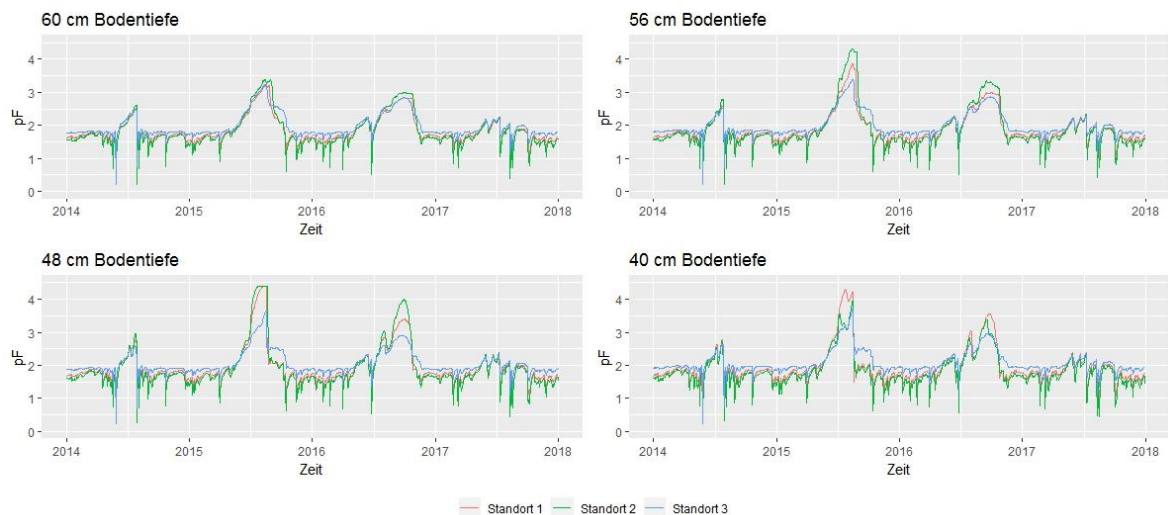 60 cm Bodentiefe
pF
4
3
2
1
0
2014 2015 2016 2017 2018
Zeit
56 cm Bodentiefe
pF
4
3
2
1
0
2014 2015 2016 2017 2018
Zeit
48 cm Bodentiefe
pF
4
3
2
1
0
2014 2015 2016 2017 2018
Zeit
40 cm Bodentiefe
pF
4
3
2
1
0
2014 2015 2016 2017 2018
Zeit
Standort 1 Standort 2 Standort 3